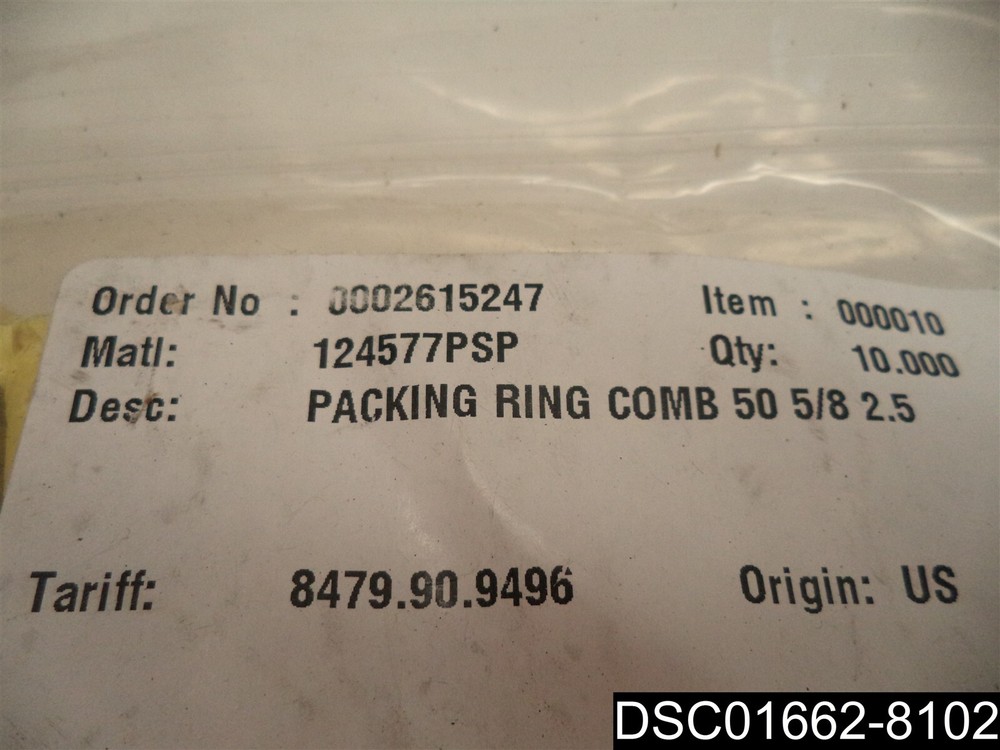 Order No : 0002615247 Item : 000010
Matl: 124577PSP Qty: 10.000
Desc: PACKING RING COMB 50 5/8 2.5
Tariff: 8479.90.9496 Origin: US
DSC01662-8102